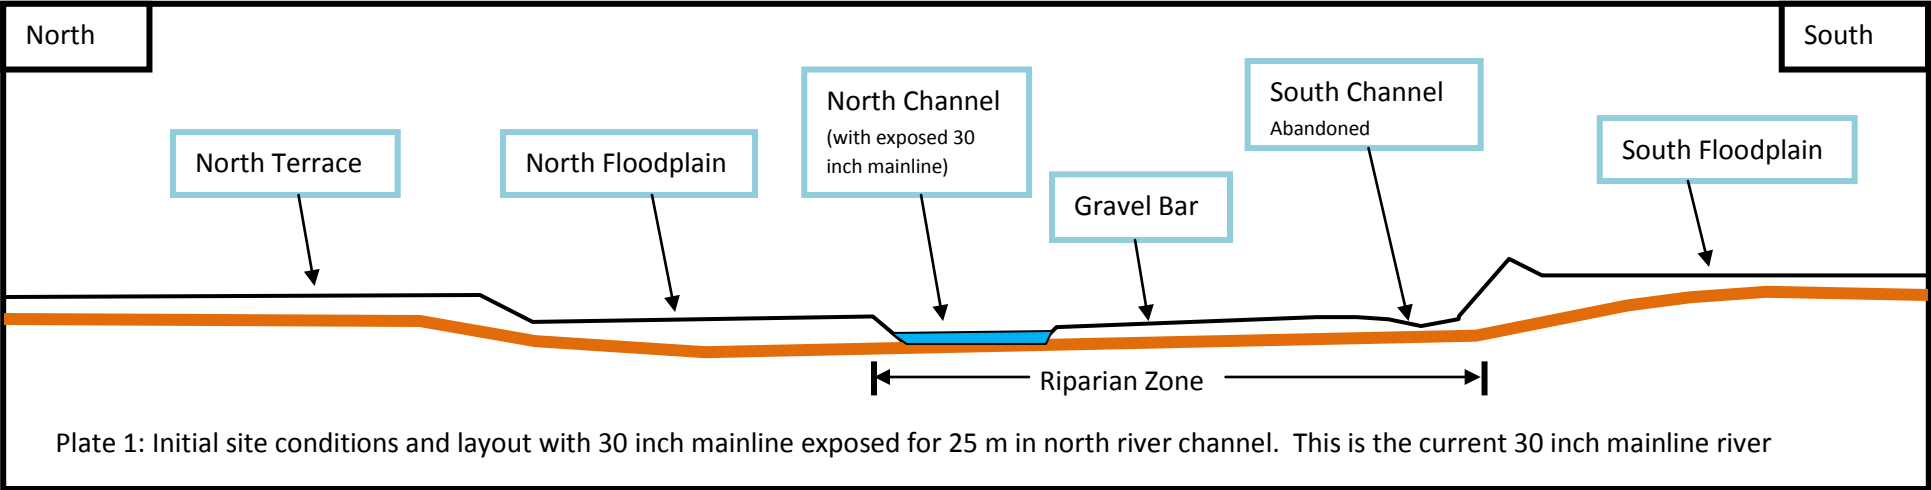 North
South
North Terrace
North Floodplain
North Channel
(with exposed 30
inch mainline)
Gravel Bar
South Channel
Abandoned
South Floodplain
Riparian Zone
Plate 1: Initial site conditions and layout with 30 inch mainline exposed for 25 m in north river channel.  This is the current 30 inch mainline river